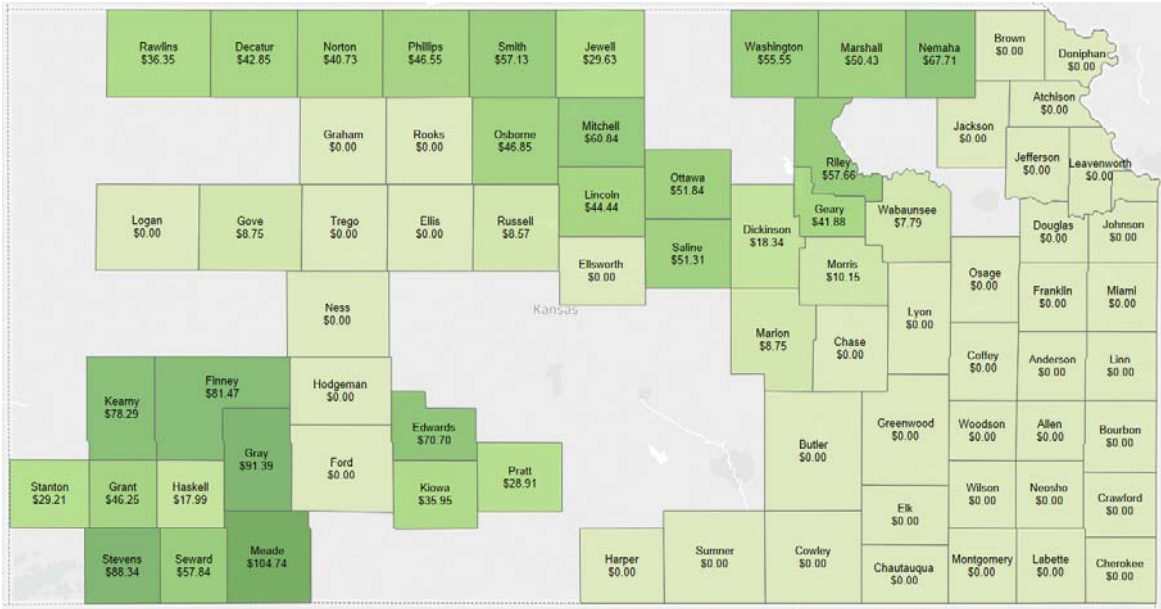 Rawlins
$36.35
Decatur
$42.85
Norton
$40.73
Phillips
$46.55
Smith
$57.13
Jewell
$29.63
Washington
$55.55
Marshall
$50.43
Nemaha
$67.71
Brown
$0.00
Doniphan
$0.00
Atchison
$0.00
Graham
$0.00
Rooks
$0.00
Osborne
$46.85
Mitchell
$60.84
Jackson
$0.00
Riley
$57.66
Jefferson
$0.00
Leavenworth
$0.00
Ottawa
$51.84
Lincoln
$44.44
Logan
$0.00
Gove
$8.75
Trego
$0.00
Ellis
$0.00
Russell
$8.57
Dickinson
$18.34
Geary
$41.88
Wabaunsee
$7.79
Douglas
$0.00
Johnson
$0.00
Saline
$51.31
Ellsworth
$0.00
Morris
$10.15
Osage
$0.00
Franklin
$0.00
Miami
$0.00
Ness
$0.00
Kansas
Lyon
$0.00
Marion
$8.75
Chase
$0.00
Coffey
$0.00
Anderson
$0.00
Linn
$0.00
Kearny
$78.29
Finney
$81.47
Hodgeman
$0.00
Edwards
$70.70
Butler
$0.00
Greenwood
$0.00
Woodson
$0.00
Allen
$0.00
Bourbon
$0.00
Gray
$91.39
Ford
$0.00
Stanton
$29.21
Grant
$46.25
Haskell
$17.99
Kiowa
$35.95
Pratt
$28.91
Wilson
$0.00
Neosho
$0.00
Crawford
$0.00
Elk
$0.00
Stevens
$88.34
Seward
$57.84
Meade
$104.74
Harper
$0.00
Sumner
$0.00
Cowley
$0.00
Chautauqua
$0.00
Montgomery
$0.00
Labette
$0.00
Cherokee
$0.00